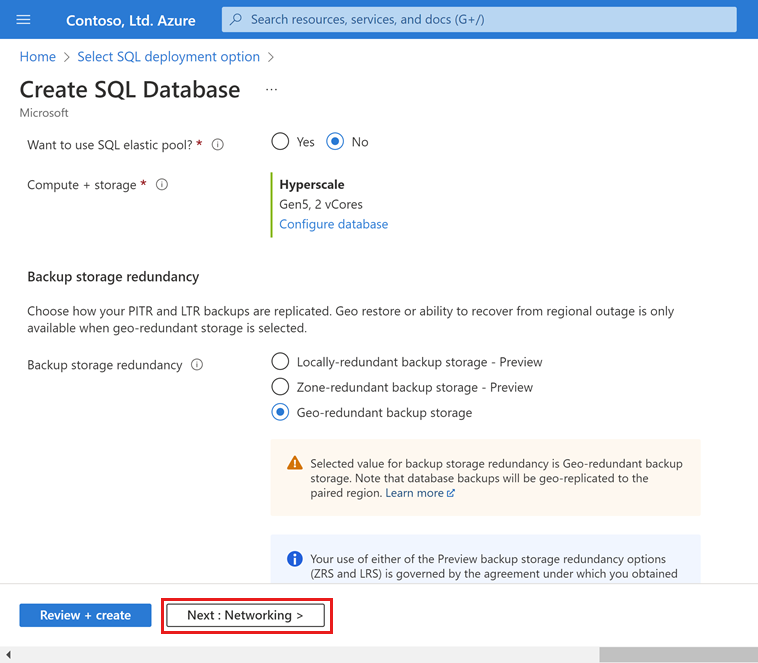 Contoso, Ltd. Azure
Search resources, services, and docs (G+/)
Home > Select SQL deployment option >
Create SQL Database ...
Microsoft
Want to use SQL elastic pool? * Yes No
Compute + storage *
Hyperscale
Gen5, 2 vCores
Configure database
Backup storage redundancy
Choose how your PITR and LTR backups are replicated. Geo restore or ability to recover from regional outage is only
available when geo-redundant storage is selected.
Backup storage redundancy
Locally-redundant backup storage - Preview
Zone-redundant backup storage - Preview
Geo-redundant backup storage
Selected value for backup storage redundancy is Geo-redundant backup
storage. Note that database backups will be geo-replicated to the
paired region. Learn more
Your use of either of the Preview backup storage redundancy options
(ZRS and LRS) is governed by the agreement under which you obtained
Review + create
Next : Networking >